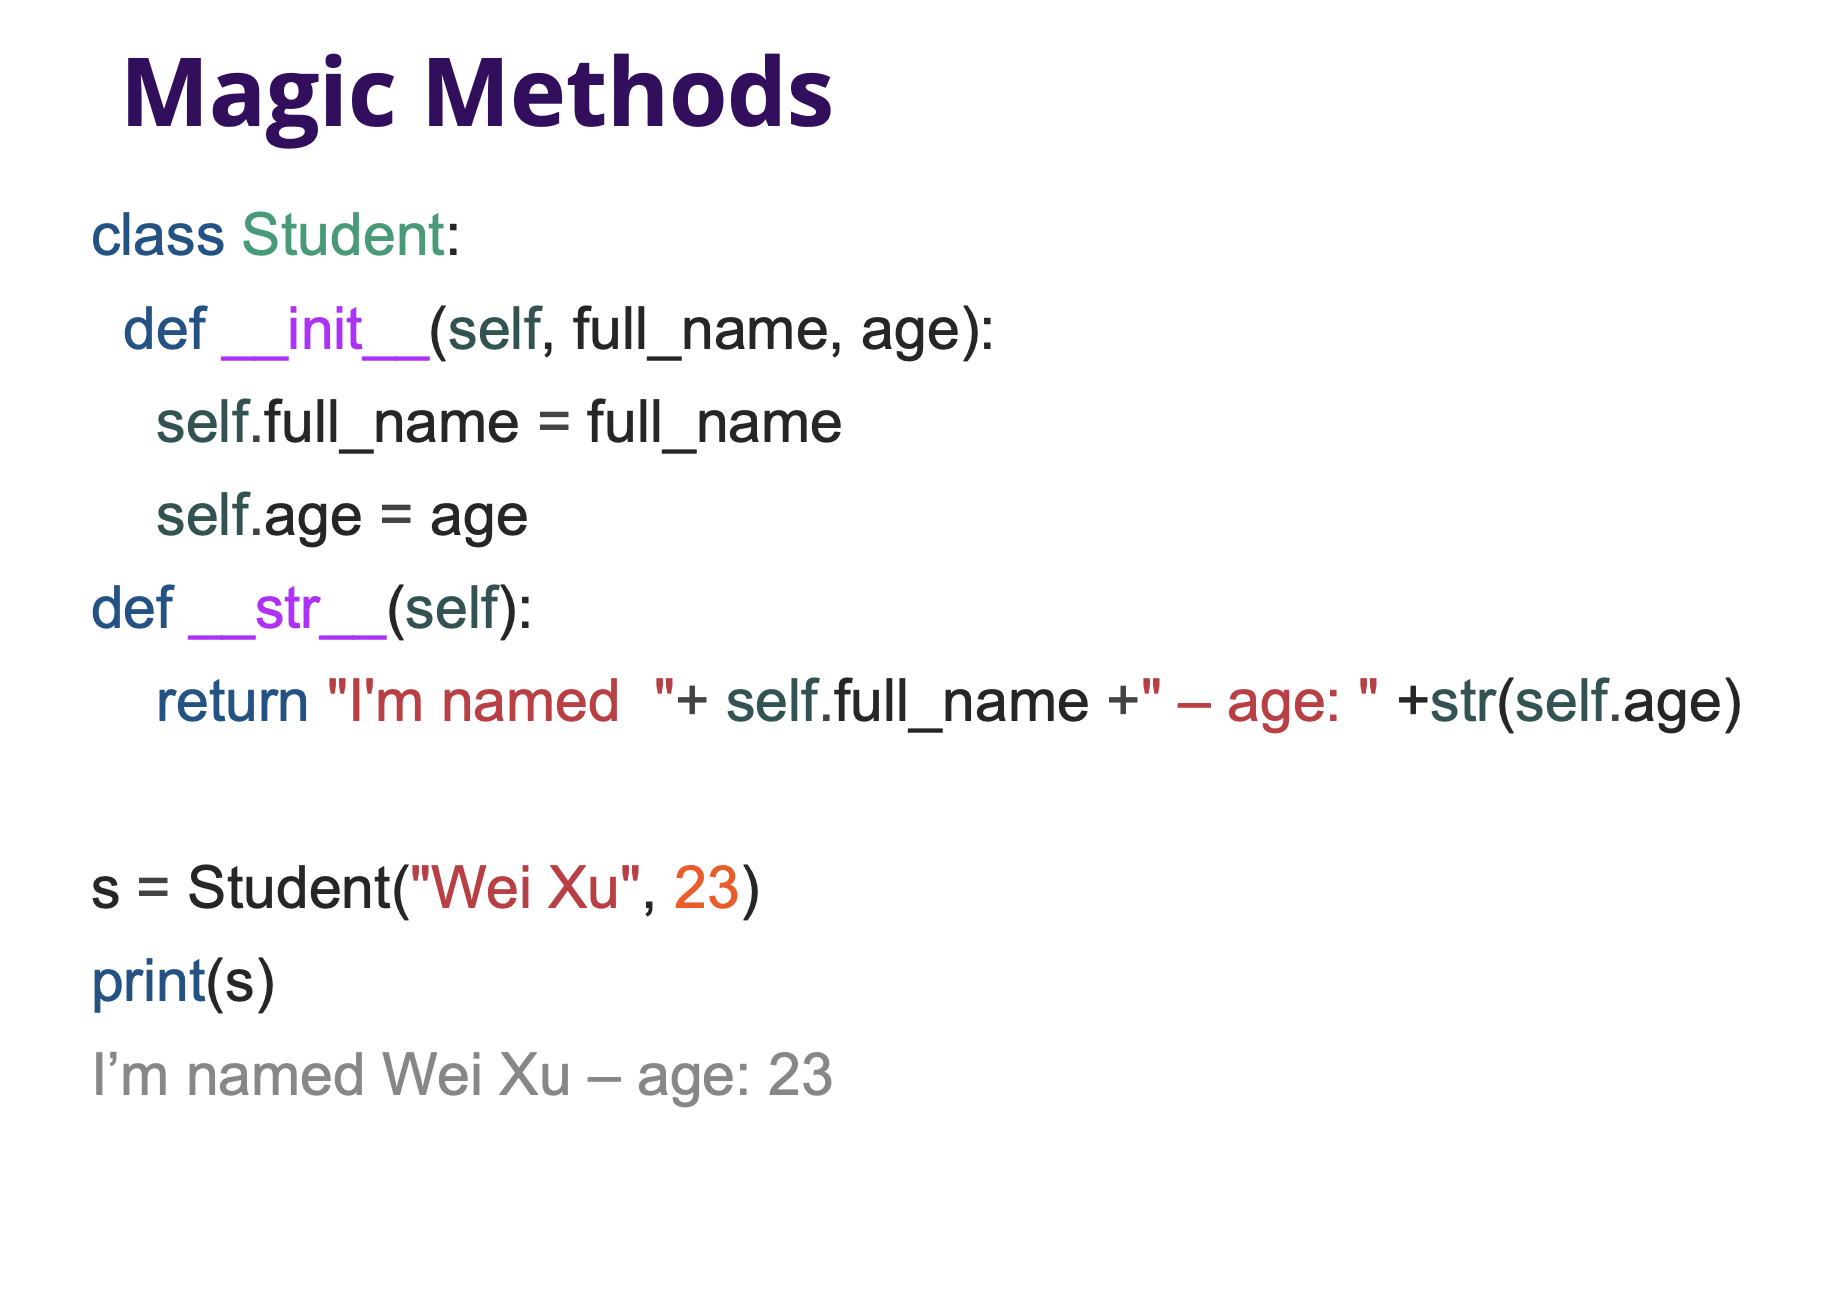 Magic Methods
class Student:
  def __init__(self, full_name, age):
    self.full_name = full_name
    self.age = age
def __str__(self):
    return "I'm named  "+ self.full_name +" – age: " +str(self.age)
s = Student("Wei Xu", 23)
print(s)
I’m named Wei Xu – age: 23